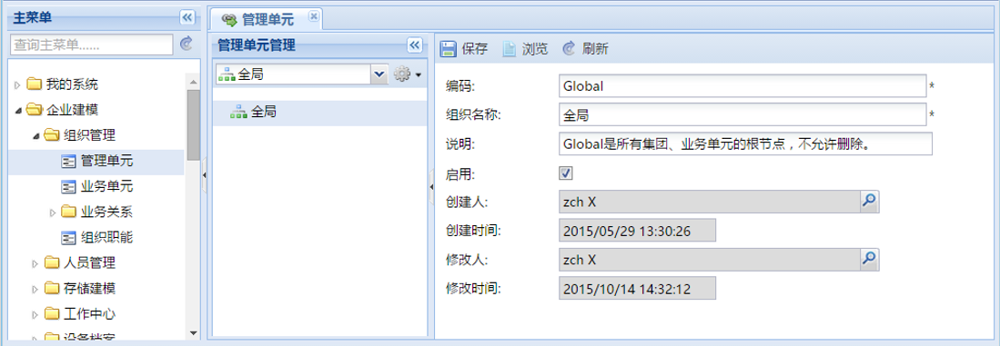 主菜单
查询主菜单......
我的系统
企业建模
组织管理
管理单元
业务单元
业务关系
组织职能
人员管理
存储建模
工作中心
设备档案
管理单元
管理单元管理
全局
全局
保存 浏览 刷新
编码: Global *
组织名称: 全局 *
说明: Global是所有集团、业务单元的根节点，不允许删除。
启用:
创建人: zch X
创建时间: 2015/05/29 13:30:26
修改人: zch X
修改时间: 2015/10/14 14:32:12